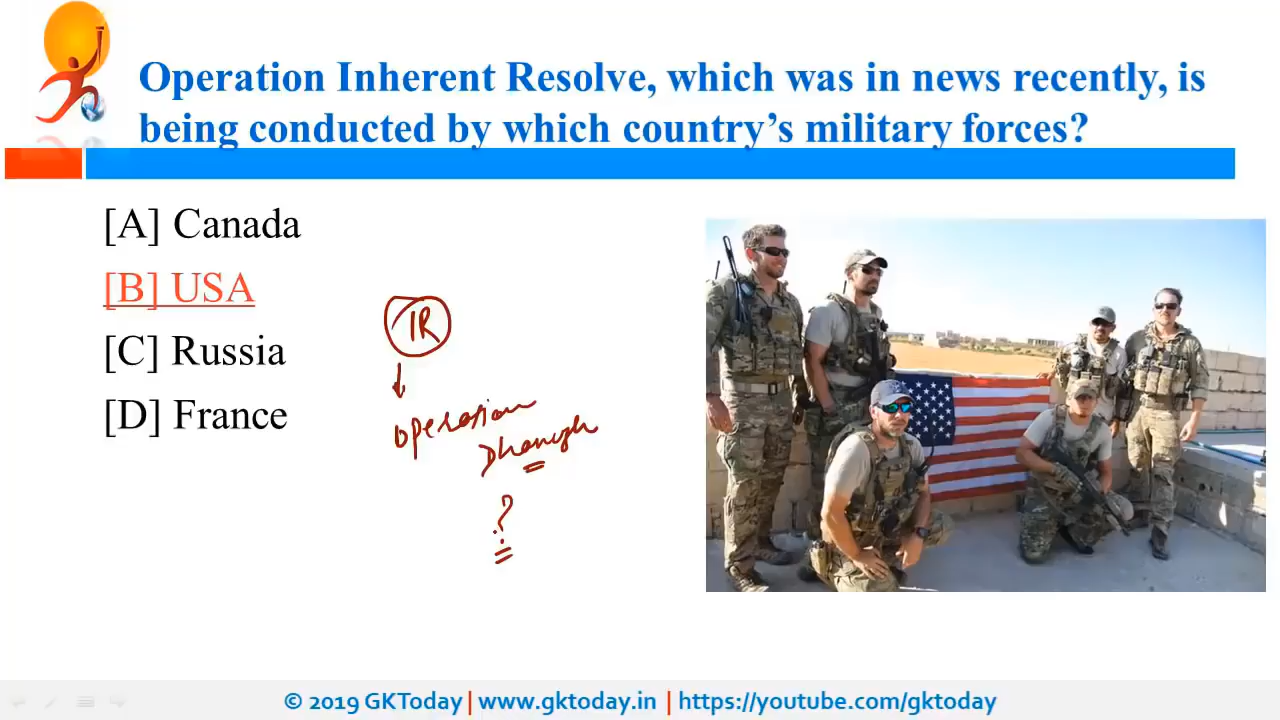 Operation Inherent Resolve, which was in news recently, is
being conducted by which country’s military forces?
[A] Canada
[B] USA
[C] Russia
[D] France
IR
operation
Dhanush
?
© 2019 GKToday | www.gktoday.in | https://youtube.com/gktoday